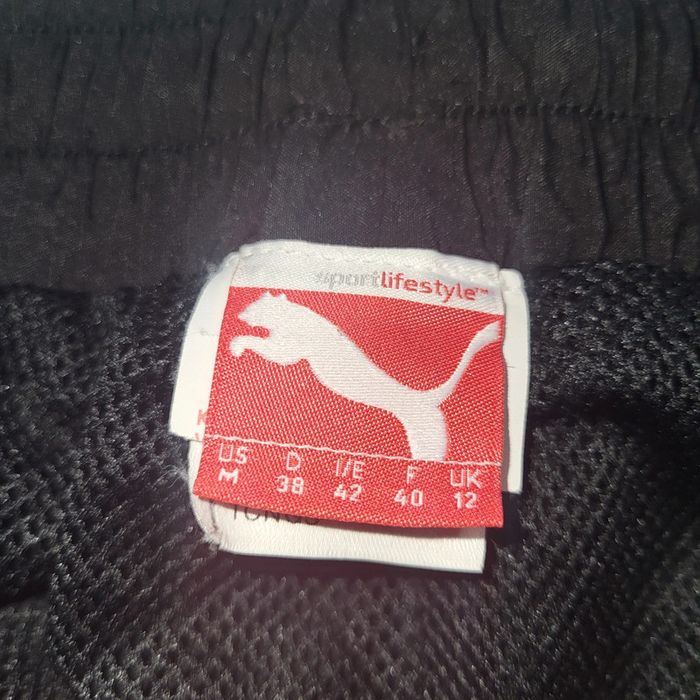 sportlifestyle™
US D I/E F UK
M 38 42 40 12